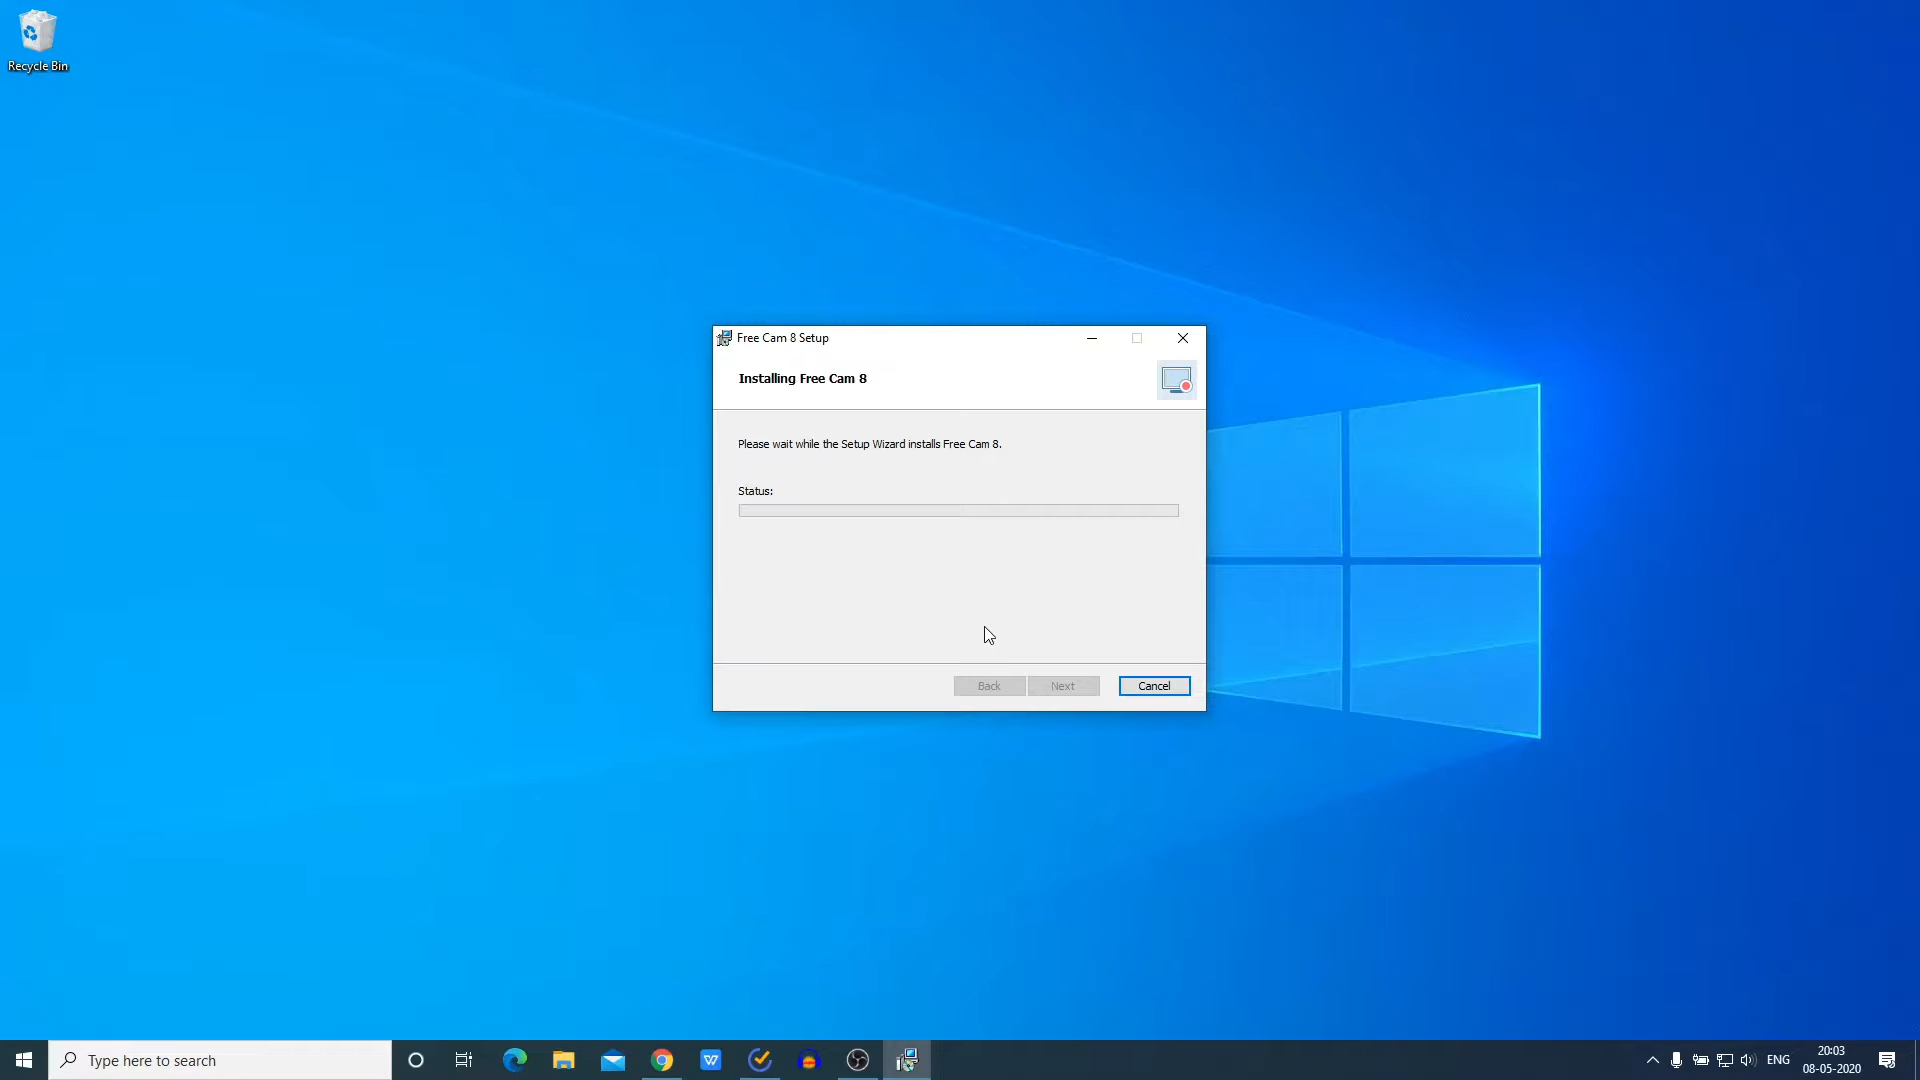 Recycle Bin
Free Cam 8 Setup
Installing Free Cam 8
Please wait while the Setup Wizard installs Free Cam 8.
Status:
Back
Next
Cancel
Type here to search
W
ENG
20:03
08-05-2020